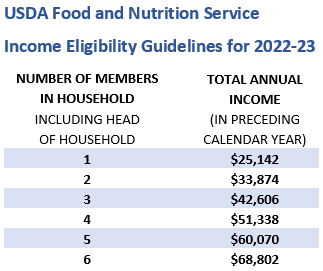 USDA Food and Nutrition Service
Income Eligibility Guidelines for 2022-23
NUMBER OF MEMBERS TOTAL ANNUAL
IN HOUSEHOLD INCOME
INCLUDING HEAD (IN PRECEDING
OF HOUSEHOLD CALENDAR YEAR)
1 $25,142
2 $33,874
3 $42,606
4 $51,338
5 $60,070
6 $68,802